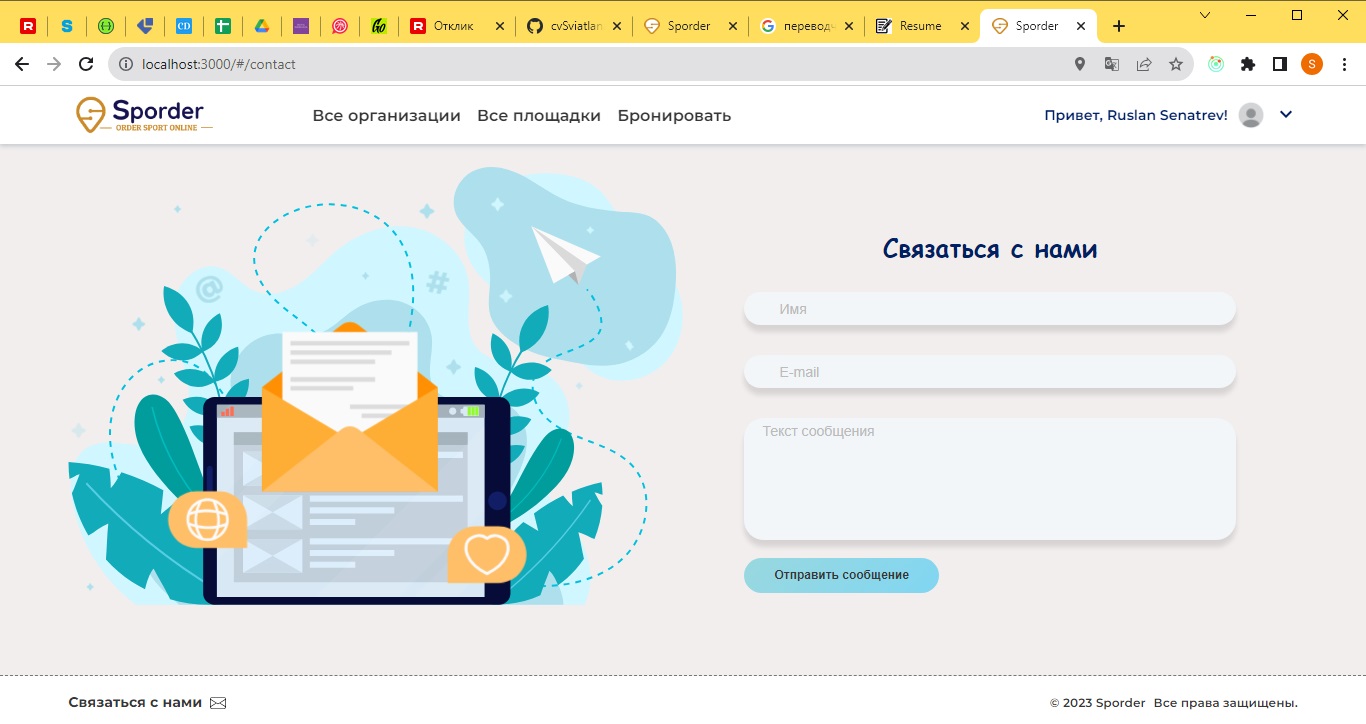 Отклик
cvSviatlan
Sporder
переводч
Resume
Sporder
localhost:3000/#/contact
S
Sporder
ORDER SPORT ONLINE
Все организации
Все площадки
Бронировать
Привет, Ruslan Senatrev!
Связаться с нами
Имя
E-mail
Текст сообщения
Отправить сообщение
@
#
Связаться с нами
© 2023 Sporder Все права защищены.